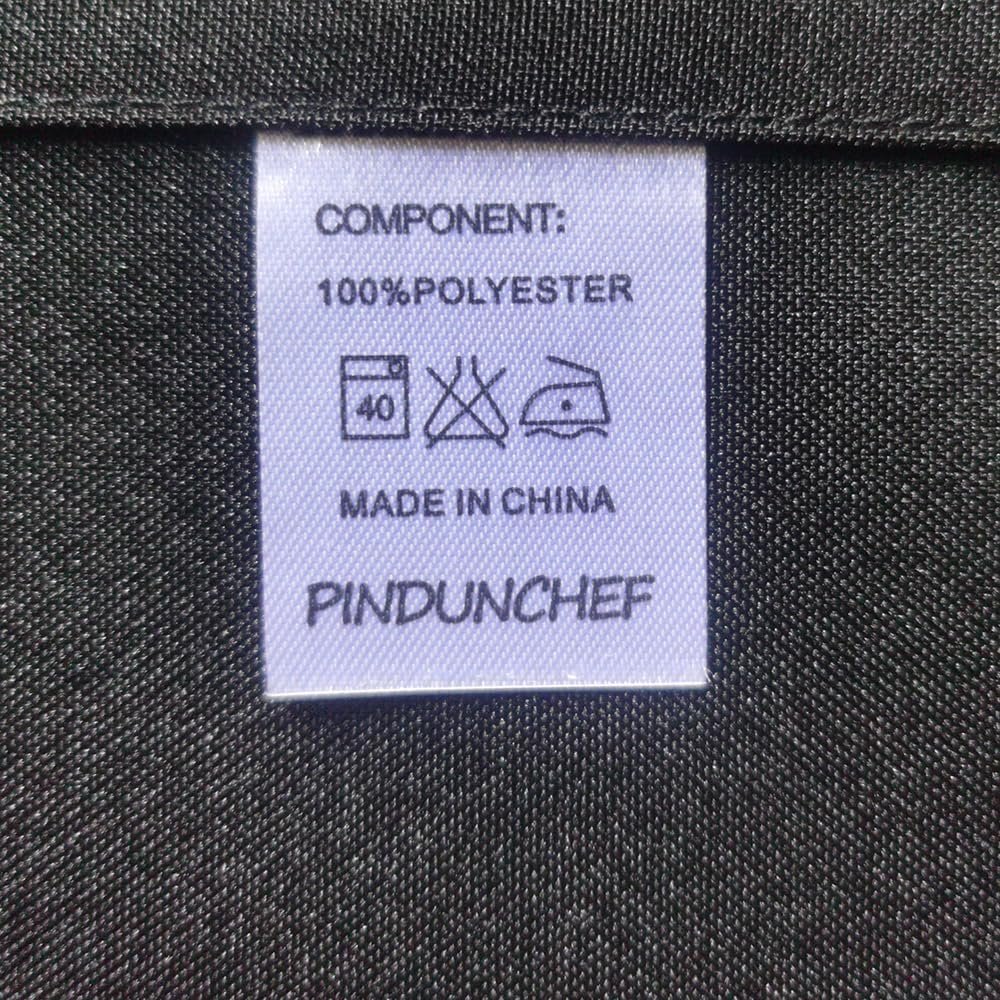 COMPONENT:
100%POLYESTER
40
MADE IN CHINA
PINDUNCHEF